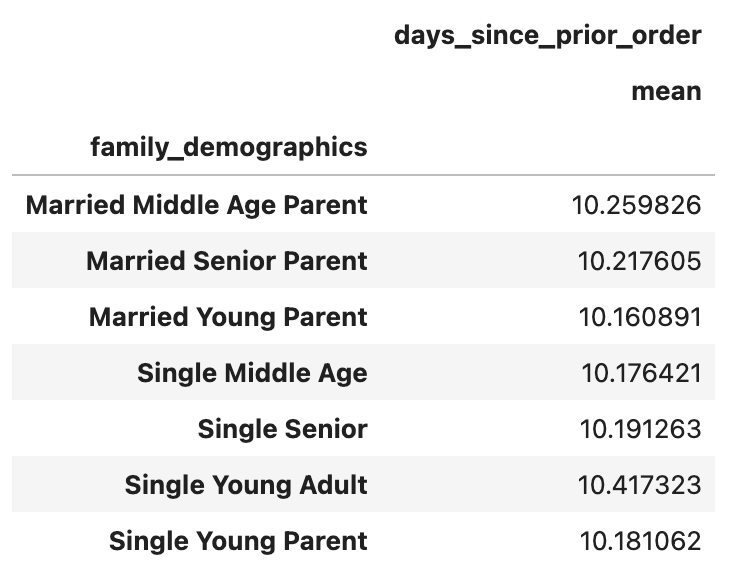 days_since_prior_order
mean
family_demographics
Married Middle Age Parent 10.259826
Married Senior Parent 10.217605
Married Young Parent 10.160891
Single Middle Age 10.176421
Single Senior 10.191263
Single Young Adult 10.417323
Single Young Parent 10.181062